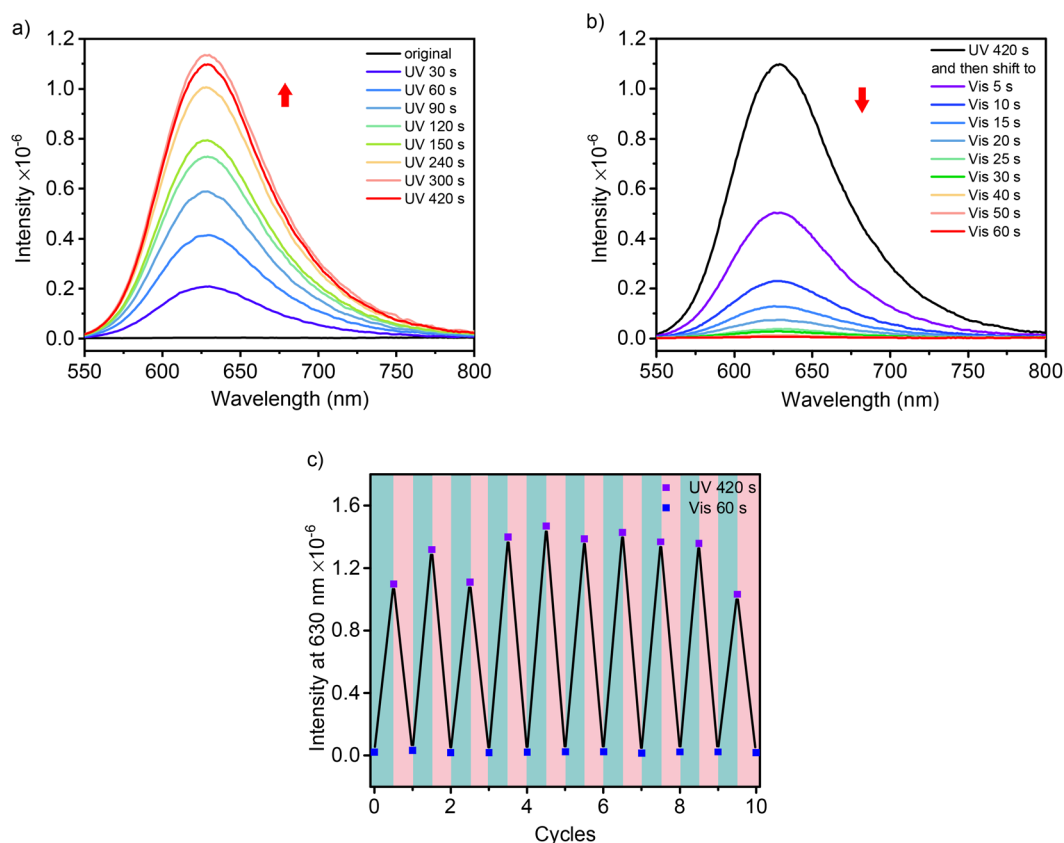 a)
Intensity ×10-6
1.2
1.0
0.8
0.6
0.4
0.2
0.0
550 600 650 700 750 800
Wavelength (nm)
original
UV 30 s
UV 60 s
UV 90 s
UV 120 s
UV 150 s
UV 240 s
UV 300 s
UV 420 s
b)
Intensity ×10-6
1.2
1.0
0.8
0.6
0.4
0.2
0.0
550 600 650 700 750 800
Wavelength (nm)
UV 420 s
and then shift to
Vis 5 s
Vis 10 s
Vis 15 s
Vis 20 s
Vis 25 s
Vis 30 s
Vis 40 s
Vis 50 s
Vis 60 s
c)
Intensity at 630 nm ×10-6
1.6
1.2
0.8
0.4
0.0
0 2 4 6 8 10
Cycles
UV 420 s
Vis 60 s